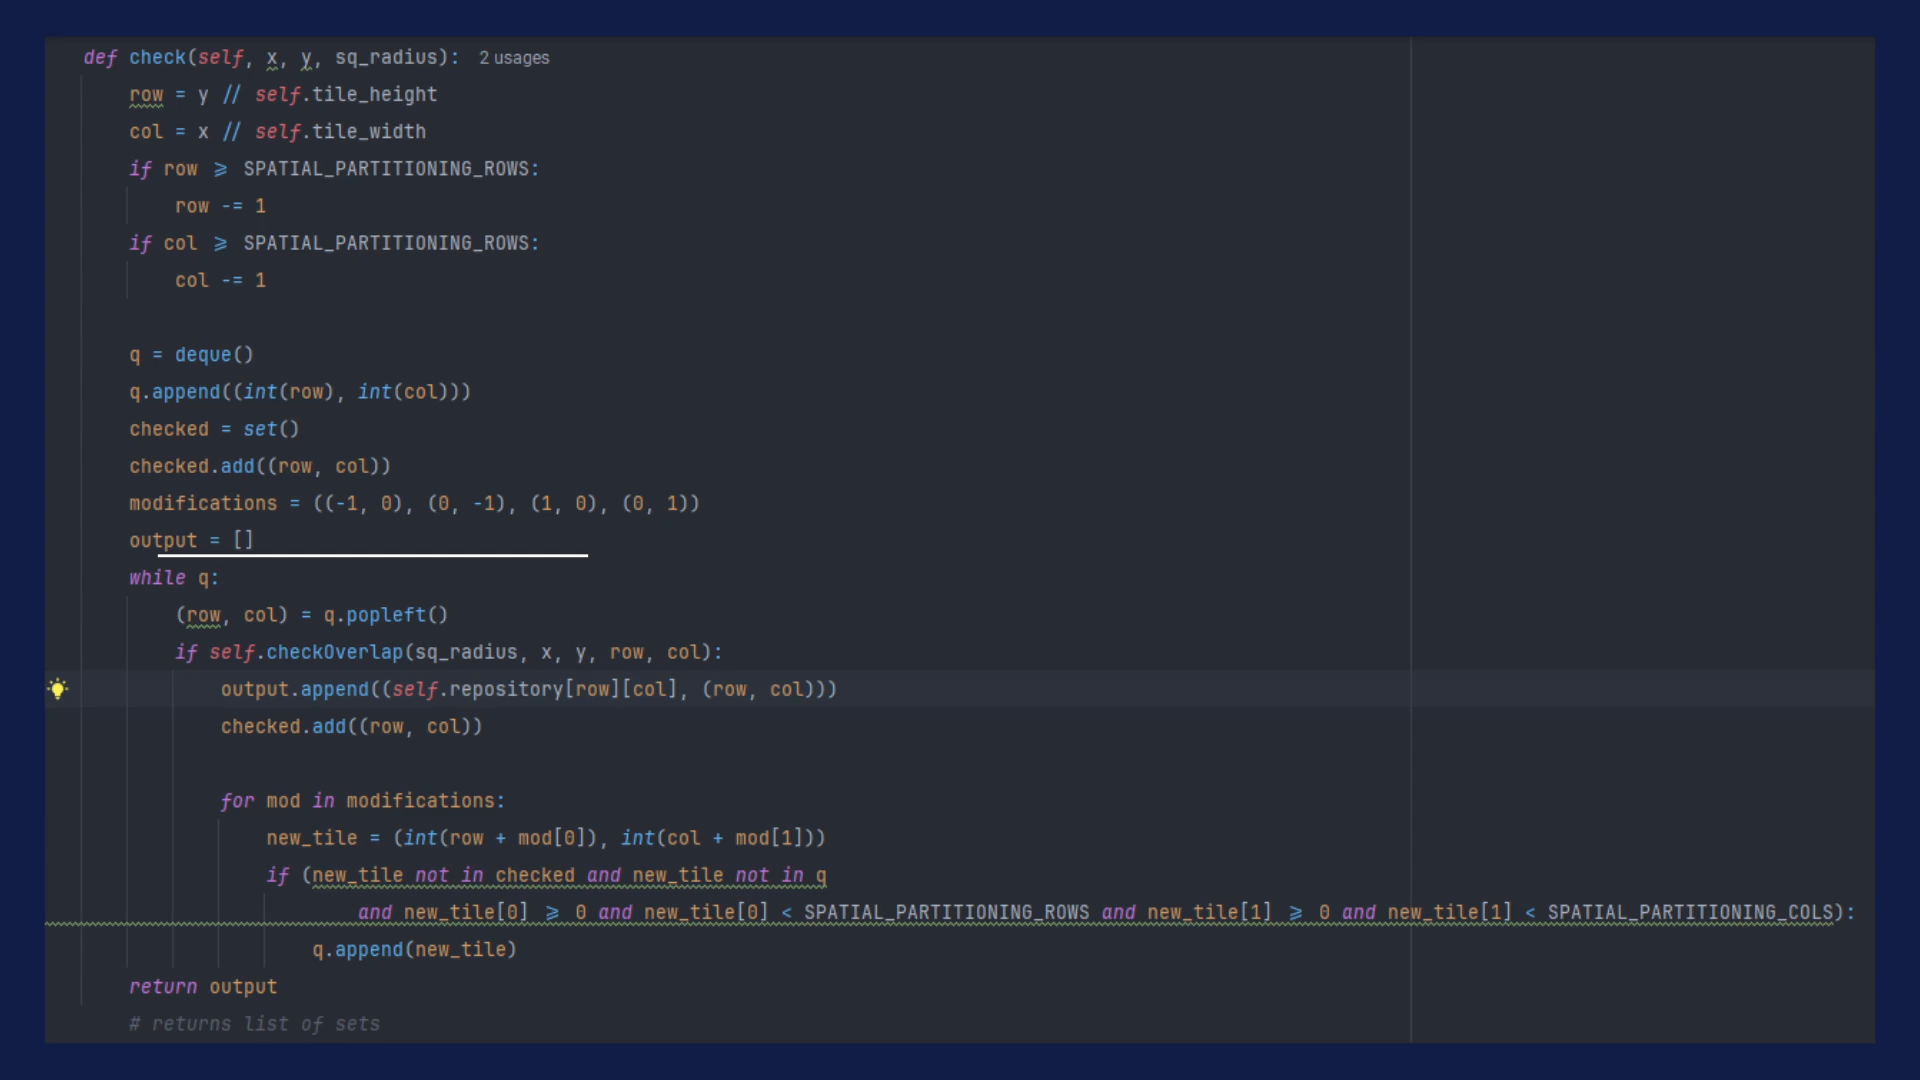 def check(self, x, y, sq_radius): 2 usages
row = y // self.tile_height
col = x // self.tile_width
if row >= SPATIAL_PARTITIONING_ROWS:
row -= 1
if col >= SPATIAL_PARTITIONING_ROWS:
col -= 1
q = deque()
q.append((int(row), int(col)))
checked = set()
checked.add((row, col))
modifications = ((-1, 0), (0, -1), (1, 0), (0, 1))
output = []
while q:
(row, col) = q.popleft()
if self.checkOverlap(sq_radius, x, y, row, col):
output.append((self.repository[row][col], (row, col)))
checked.add((row, col))
for mod in modifications:
new_tile = (int(row + mod[0]), int(col + mod[1]))
if (new_tile not in checked and new_tile not in q
and new_tile[0] >= 0 and new_tile[0] < SPATIAL_PARTITIONING_ROWS and new_tile[1] >= 0 and new_tile[1] < SPATIAL_PARTITIONING_COLS):
q.append(new_tile)
return output
# returns list of sets